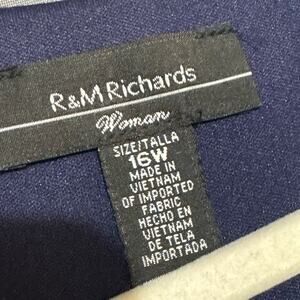 R&M Richards
Woman
SIZE/TALLA
16W
MADE IN
VIETNAM
OF IMPORTED
FABRIC
HECHO EN
VIETNAM
DE TELA
IMPORTADA